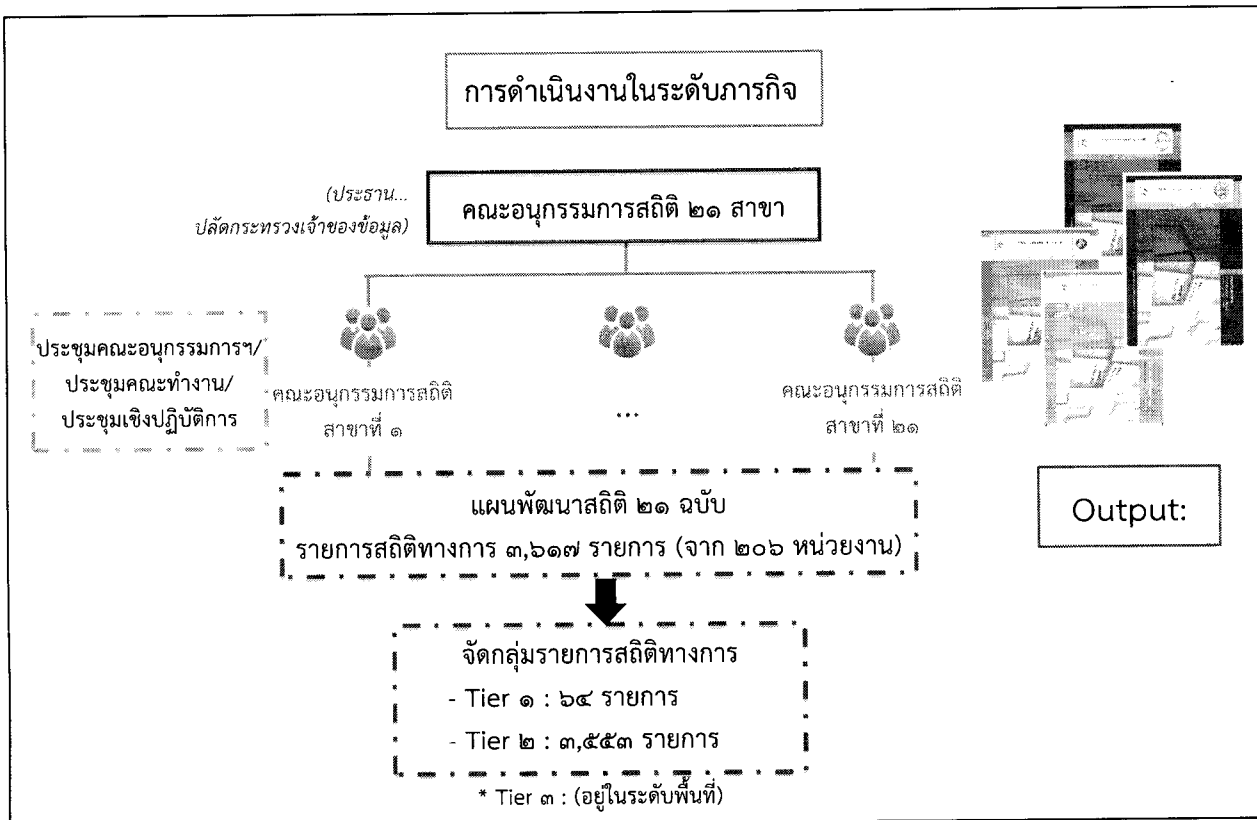 การดำเนินงานในระดับภารกิจ
(ประธาน...
ปลัดกระทรวงเจ้าของข้อมูล)
คณะอนุกรรมการสถิติ ๒๑ สาขา
ประชุมคณะอนุกรรมการฯ/
ประชุมคณะทำงาน/
ประชุมเชิงปฏิบัติการ
คณะอนุกรรมการสถิติ
สาขาที่ ๑
...
คณะอนุกรรมการสถิติ
สาขาที่ ๒๑
แผนพัฒนาสถิติ ๒๑ ฉบับ
รายการสถิติทางการ ๓,๖๑๗ รายการ (จาก ๒๐๖ หน่วยงาน)
Output:
จัดกลุ่มรายการสถิติทางการ
- Tier ๑ : ๖๔ รายการ
- Tier ๒ : ๓,๕๕๓ รายการ
* Tier ๓ : (อยู่ในระดับพื้นที่)